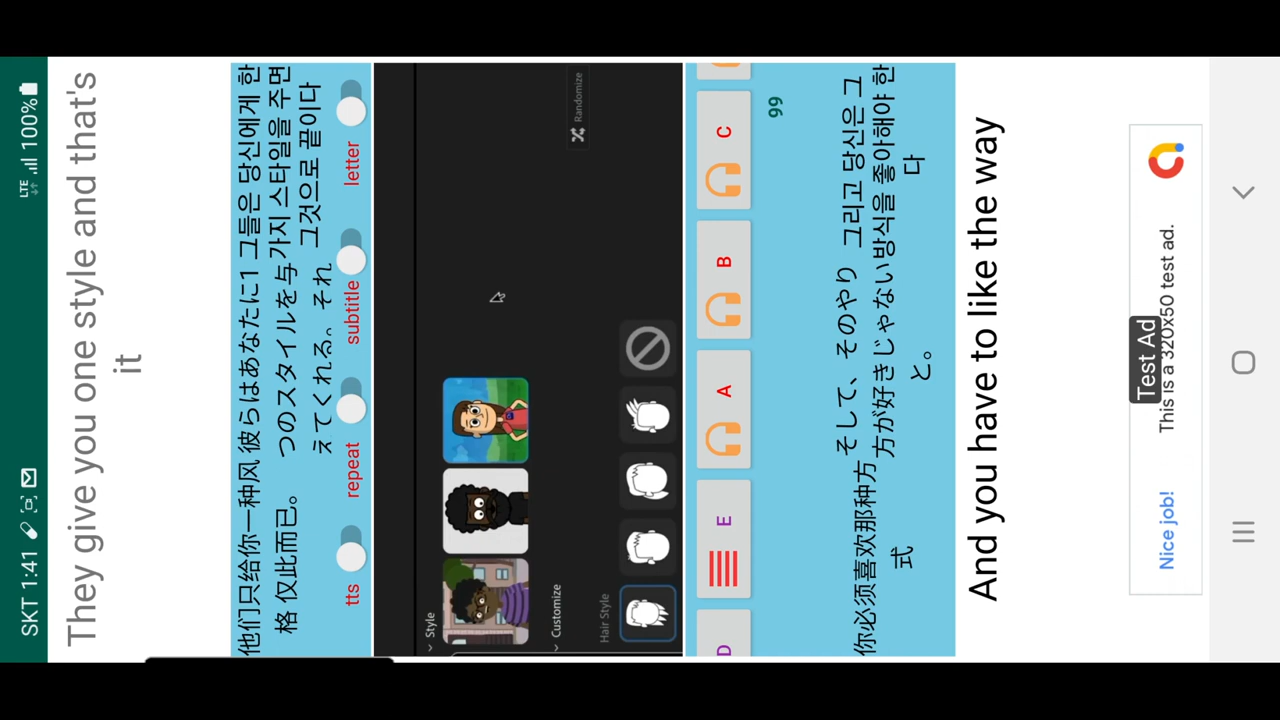 SKT 1:41 LTE 100%
They give you one style and that's
it
他们只给你一种风
格 仅此而已。
彼らはあなたに1
つのスタイルを与
えてくれる。それ
그들은 당신에게 한
가지 스타일을 주면
그것으로 끝이다
tts repeat subtitle letter
Style
Customize Randomize
Hair Style
D E A B C
99
你必须喜欢那种方
式
そして、そのやり
方が好きじゃない
と。
그리고 당신은 그
방식을 좋아해야 한
다
And you have to like the way
Test Ad
Nice job! This is a 320x50 test ad.